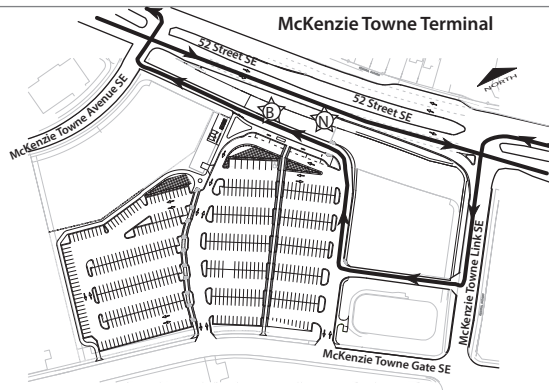 McKenzie Towne Terminal
52 Street SE
NORTH
52 Street SE
McKenzie Towne Avenue SE
B
N
McKenzie Towne Link SE
McKenzie Towne Gate SE